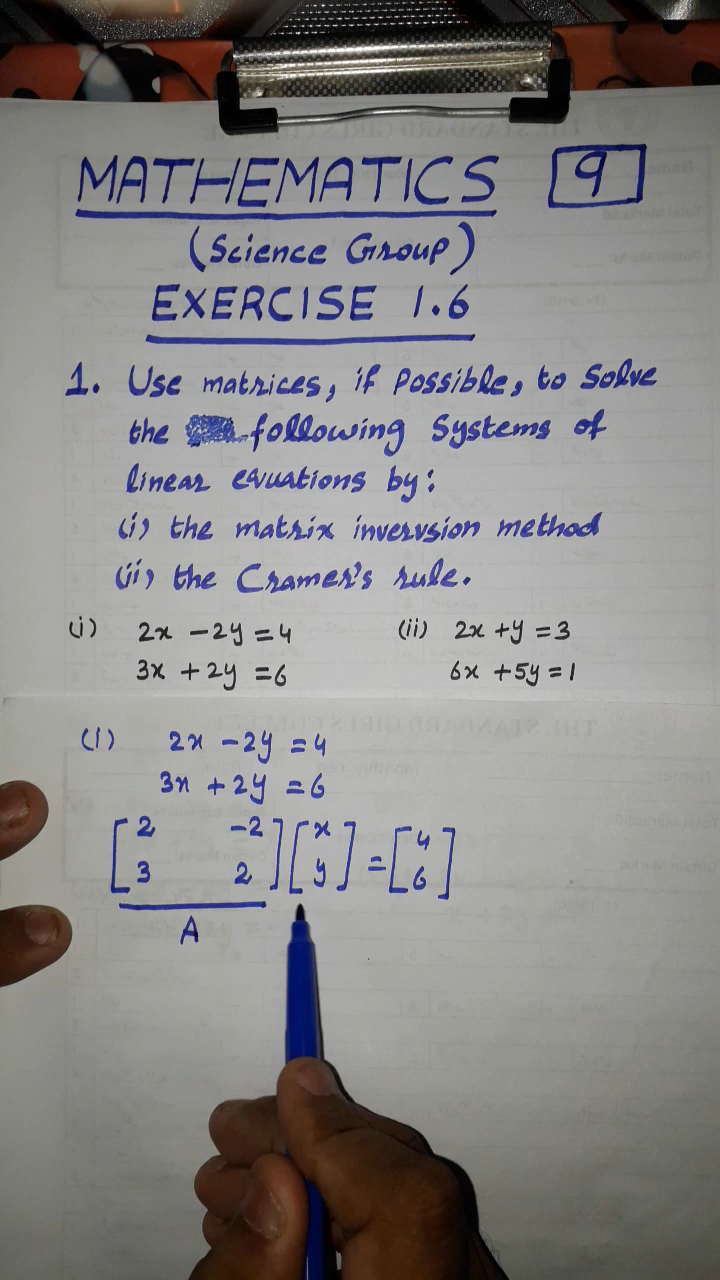 MATHEMATICS 9
(Science Group)
EXERCISE 1.6
1. Use matrices, if Possible, to Solve
the following Systems of
linear equations by:
(i) the matrix inversion method
(ii) the Cramer's rule.
(i) 2x - 2y = 4 (ii) 2x + y = 3
3x + 2y = 6 6x + 5y = 1
(i) 2x - 2y = 4
3x + 2y = 6
[2 -2] [x] = [4]
[3 2] [y] [6]
A